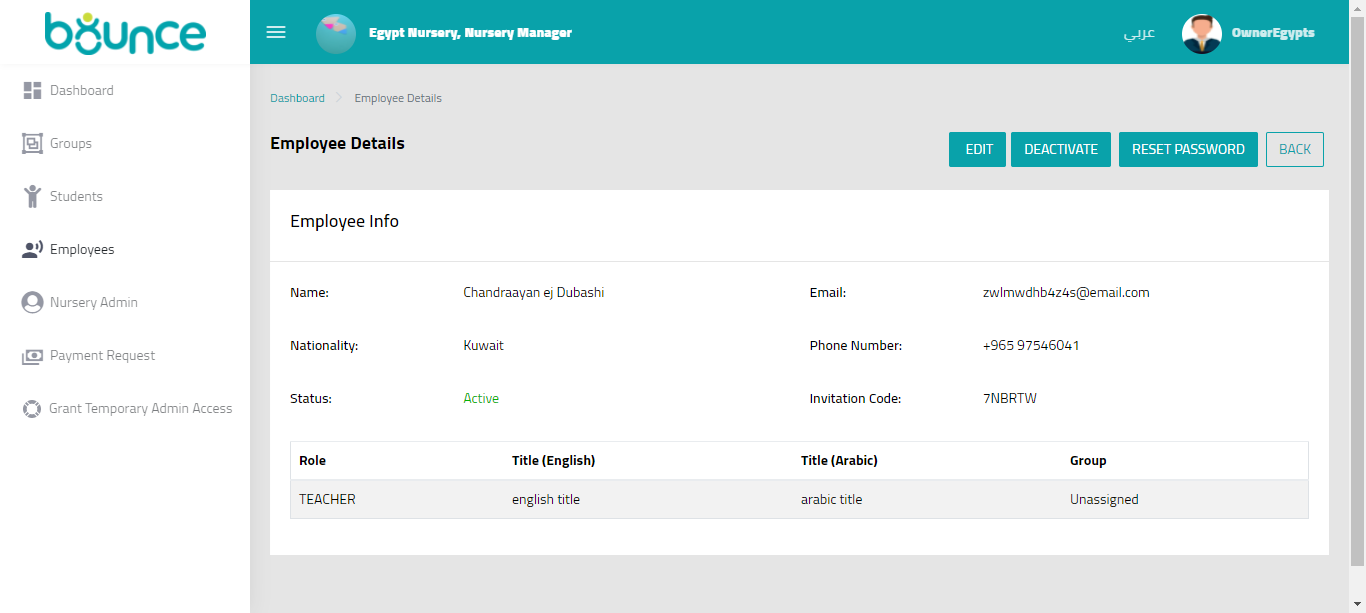 bounce
Egypt Nursery, Nursery Manager
عربي
OwnerEgypts
Dashboard
Groups
Students
Employees
Nursery Admin
Payment Request
Grant Temporary Admin Access
Dashboard > Employee Details
Employee Details
EDIT DEACTIVATE RESET PASSWORD BACK
Employee Info
Name: Chandraayan ej Dubashi Email: zwlmwdhb4z4s@email.com
Nationality: Kuwait Phone Number: +965 97546041
Status: Active Invitation Code: 7NBRTW
Role Title (English) Title (Arabic) Group
TEACHER english title arabic title Unassigned